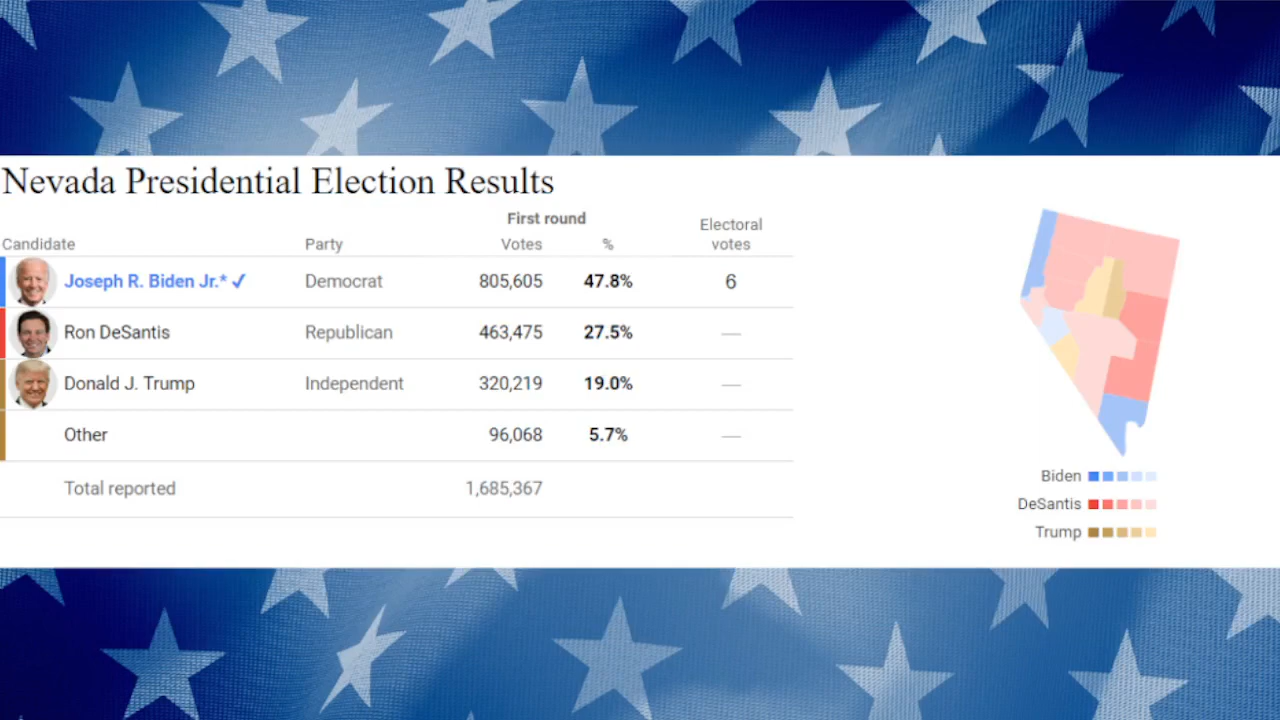 Nevada Presidential Election Results
First round
Electoral
Candidate Party Votes % votes
Joseph R. Biden Jr.* ✓ Democrat 805,605 47.8% 6
Ron DeSantis Republican 463,475 27.5% —
Donald J. Trump Independent 320,219 19.0% —
Other 96,068 5.7% —
Total reported 1,685,367
Biden
DeSantis
Trump